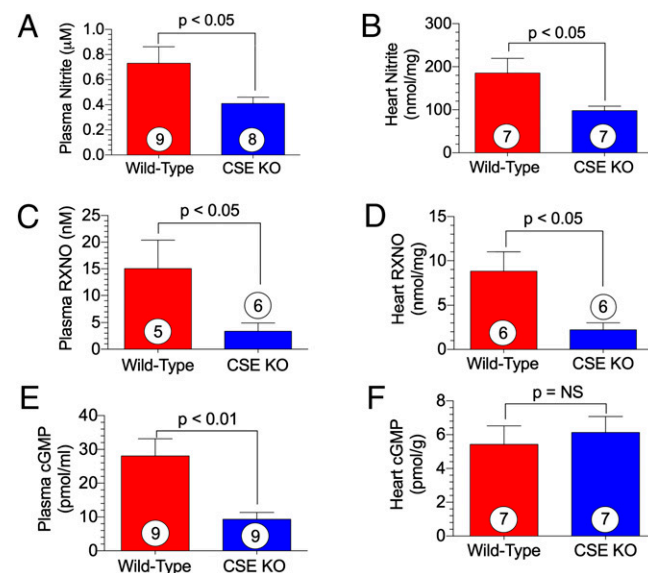 A
p < 0.05
Plasma Nitrite (µM)
1.0
0.8
0.6
0.4
0.2
0.0
9
8
Wild-Type CSE KO
B
p < 0.05
Heart Nitrite
(nmol/mg)
300
200
100
0
7
7
Wild-Type CSE KO
C
p < 0.05
Plasma RXNO (nM)
25
20
15
10
5
0
5
6
Wild-Type CSE KO
D
p < 0.05
Heart RXNO
(nmol/mg)
15
10
5
0
6
6
Wild-Type CSE KO
E
p < 0.01
Plasma cGMP
(pmol/ml)
40
30
20
10
0
9
9
Wild-Type CSE KO
F
p = NS
Heart cGMP
(pmol/g)
8
6
4
2
0
7
7
Wild-Type CSE KO